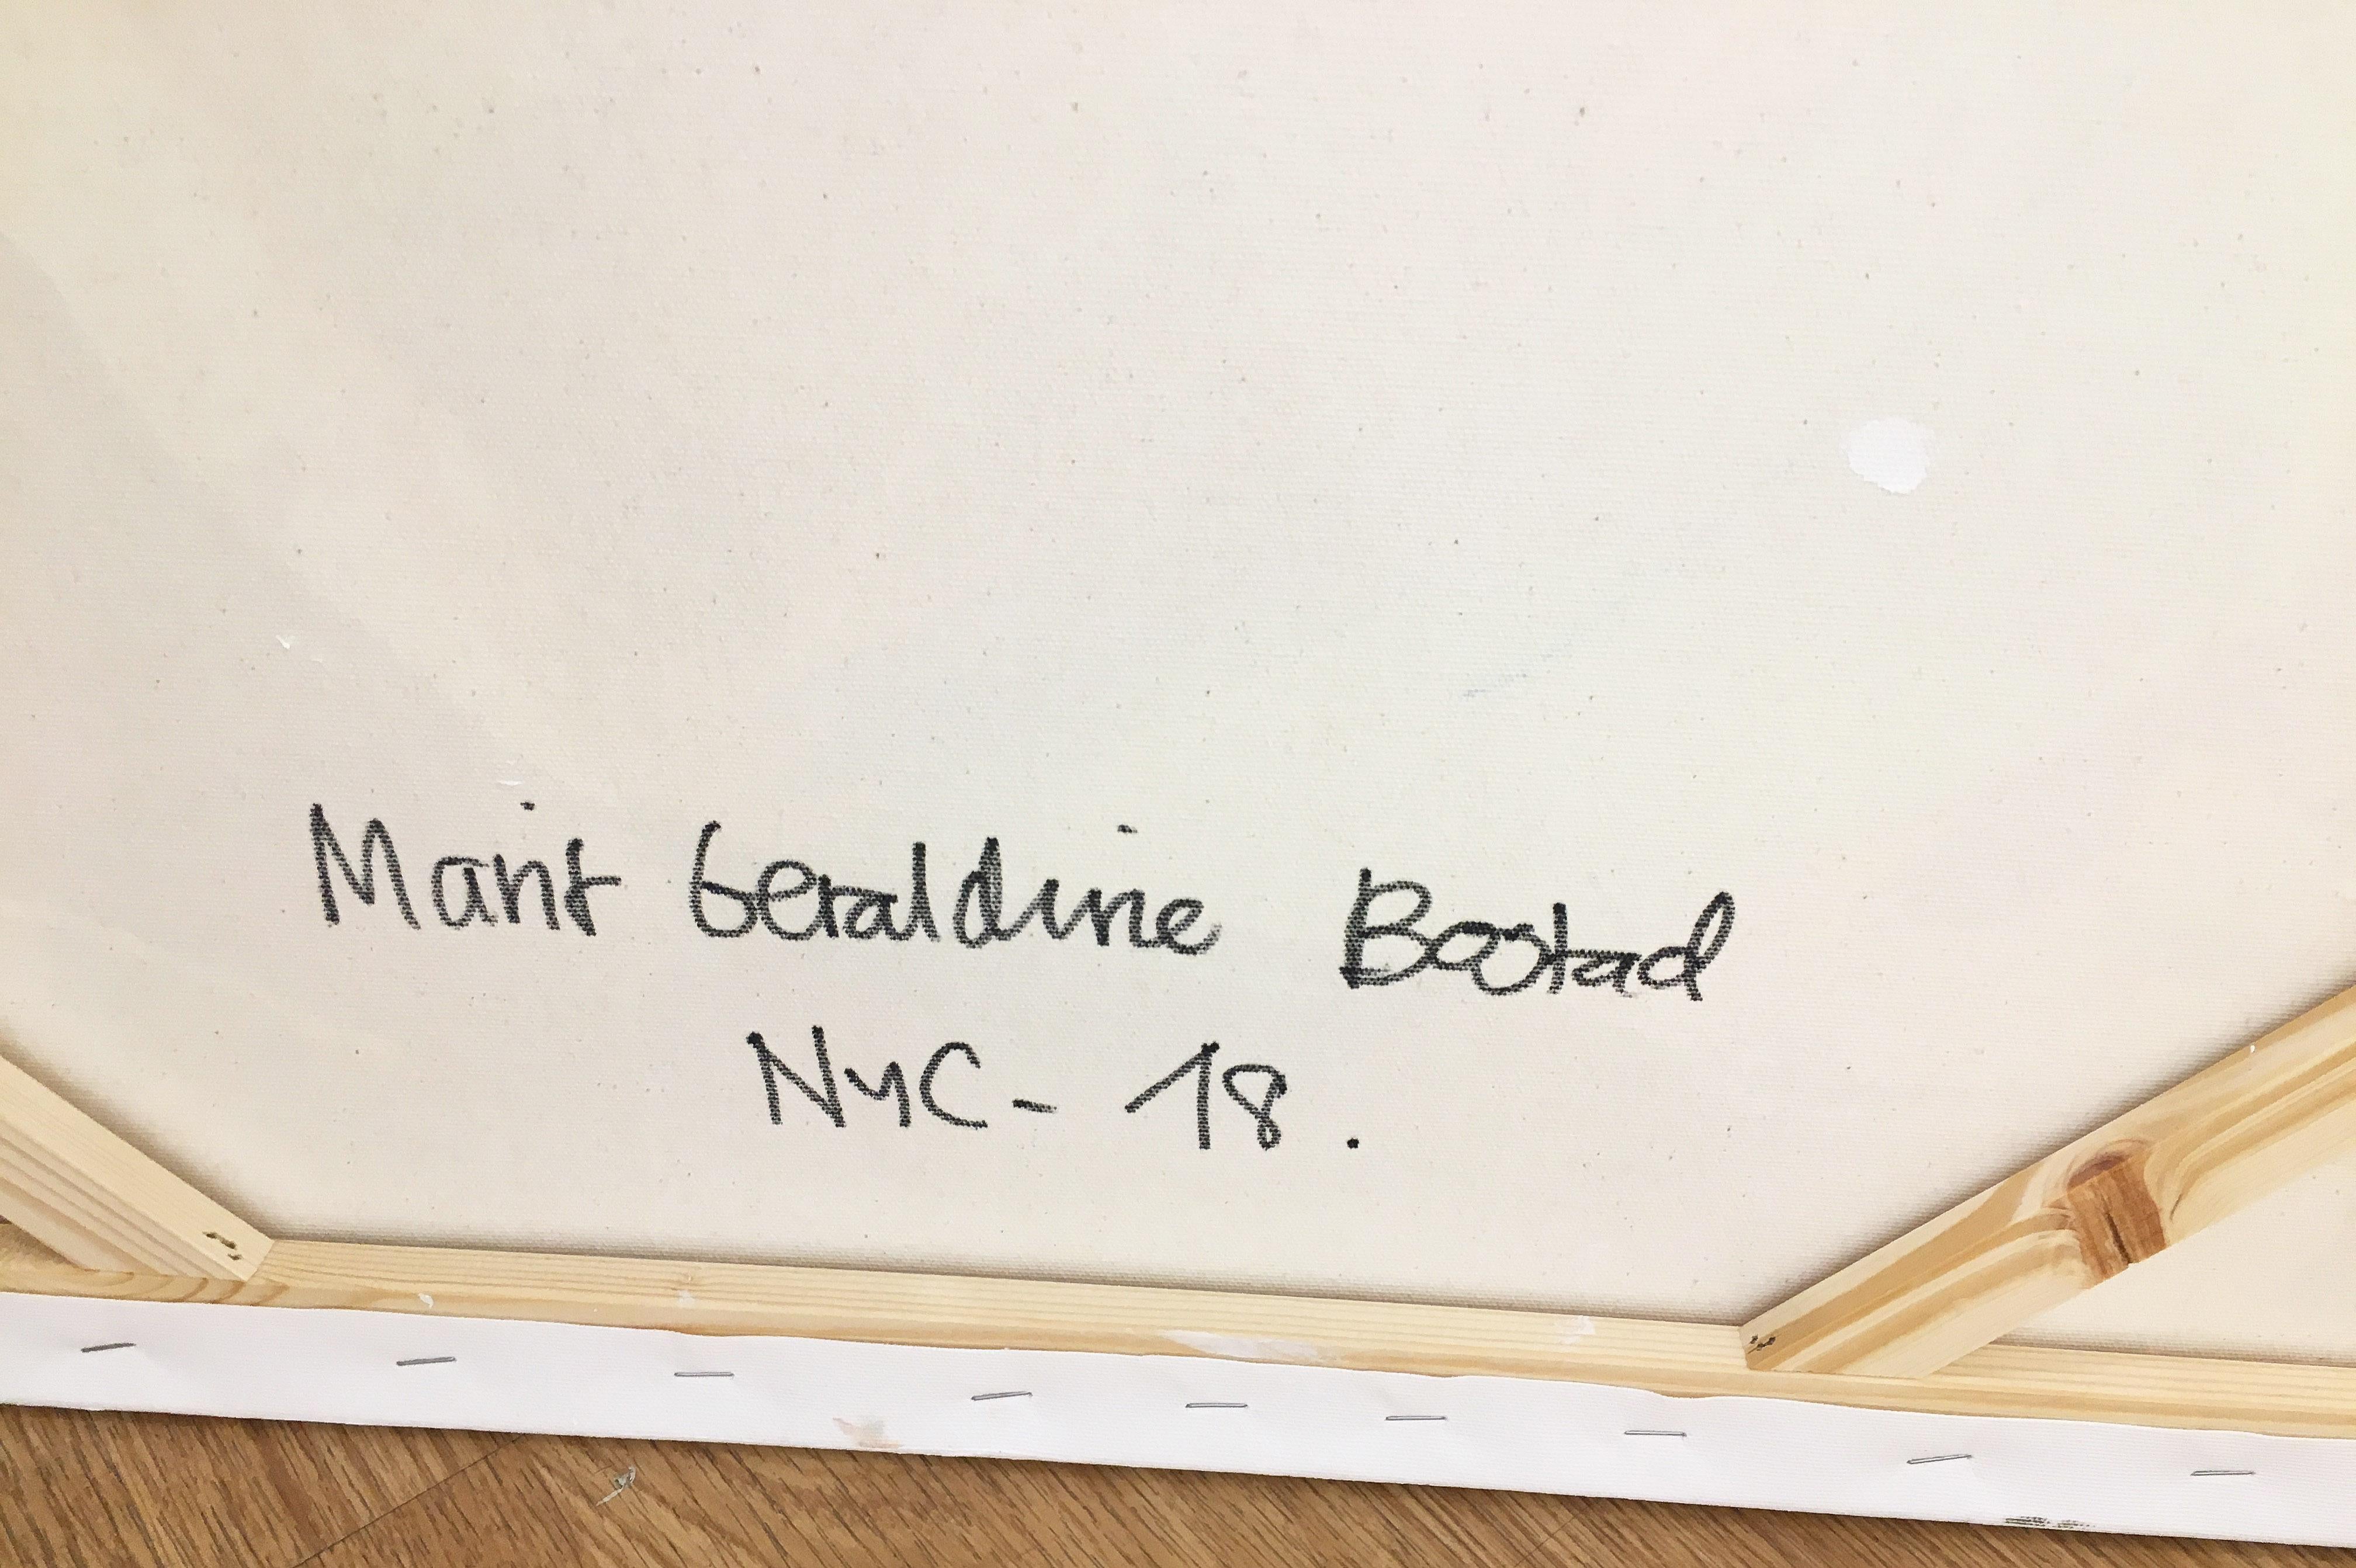 Marit Geraldine Bostad
NYC - 18.